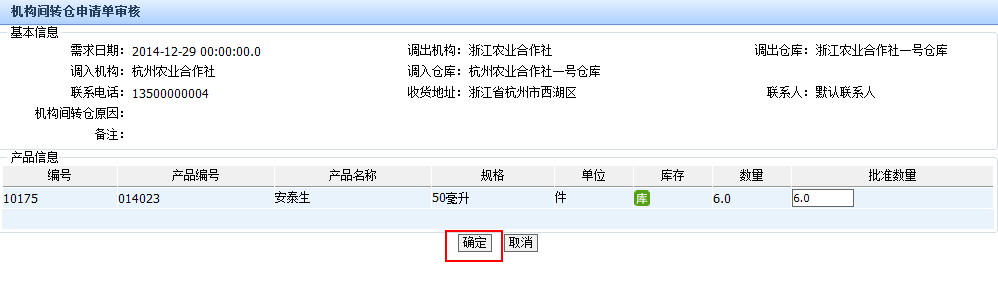 机构间转仓申请单审核
基本信息
需求日期： 2014-12-29 00:00:00.0 调出机构： 浙江农业合作社 调出仓库： 浙江农业合作社一号仓库
调入机构： 杭州农业合作社 调入仓库： 杭州农业合作社一号仓库
联系电话： 13500000004 收货地址： 浙江省杭州市西湖区 联系人： 默认联系人
机构间转仓原因：
备注：
产品信息
编号 产品编号 产品名称 规格 单位 库存 数量 批准数量
10175 014023 安泰生 50毫升 件 库 6.0 6.0
确定 取消